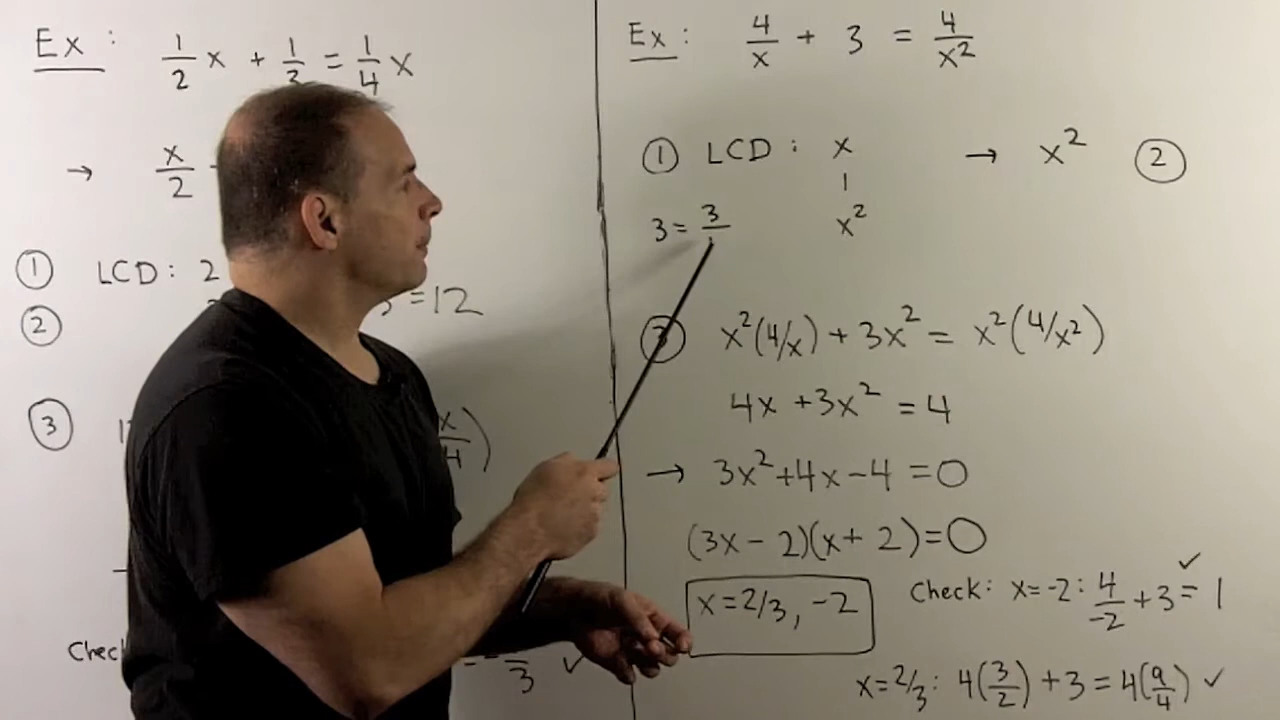 Ex: 1/2 x + 1/3 = 1/4 x
→ x/2
① LCD: 2
② = 12
③ 1 x/4)
Chec = - /3 ✓
Ex: 4/x + 3 = 4/x²
① LCD: x → x² ②
1
3 = 3/ x²
③ x²(4/x) + 3x² = x²(4/x²)
4x + 3x² = 4
→ 3x² + 4x - 4 = 0
(3x - 2)(x + 2) = 0
x = 2/3, -2
Check: x = -2: 4/-2 + 3 = 1 ✓
x = 2/3: 4(3/2) + 3 = 4(9/4) ✓